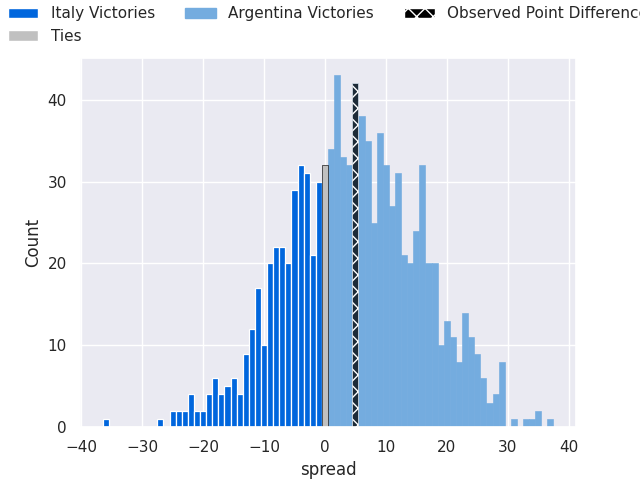 Italy Victories
Argentina Victories
Observed Point Difference
Ties
40
30
20
10
0
Count
−40
−30
−20
−10
0
10
20
30
40
spread